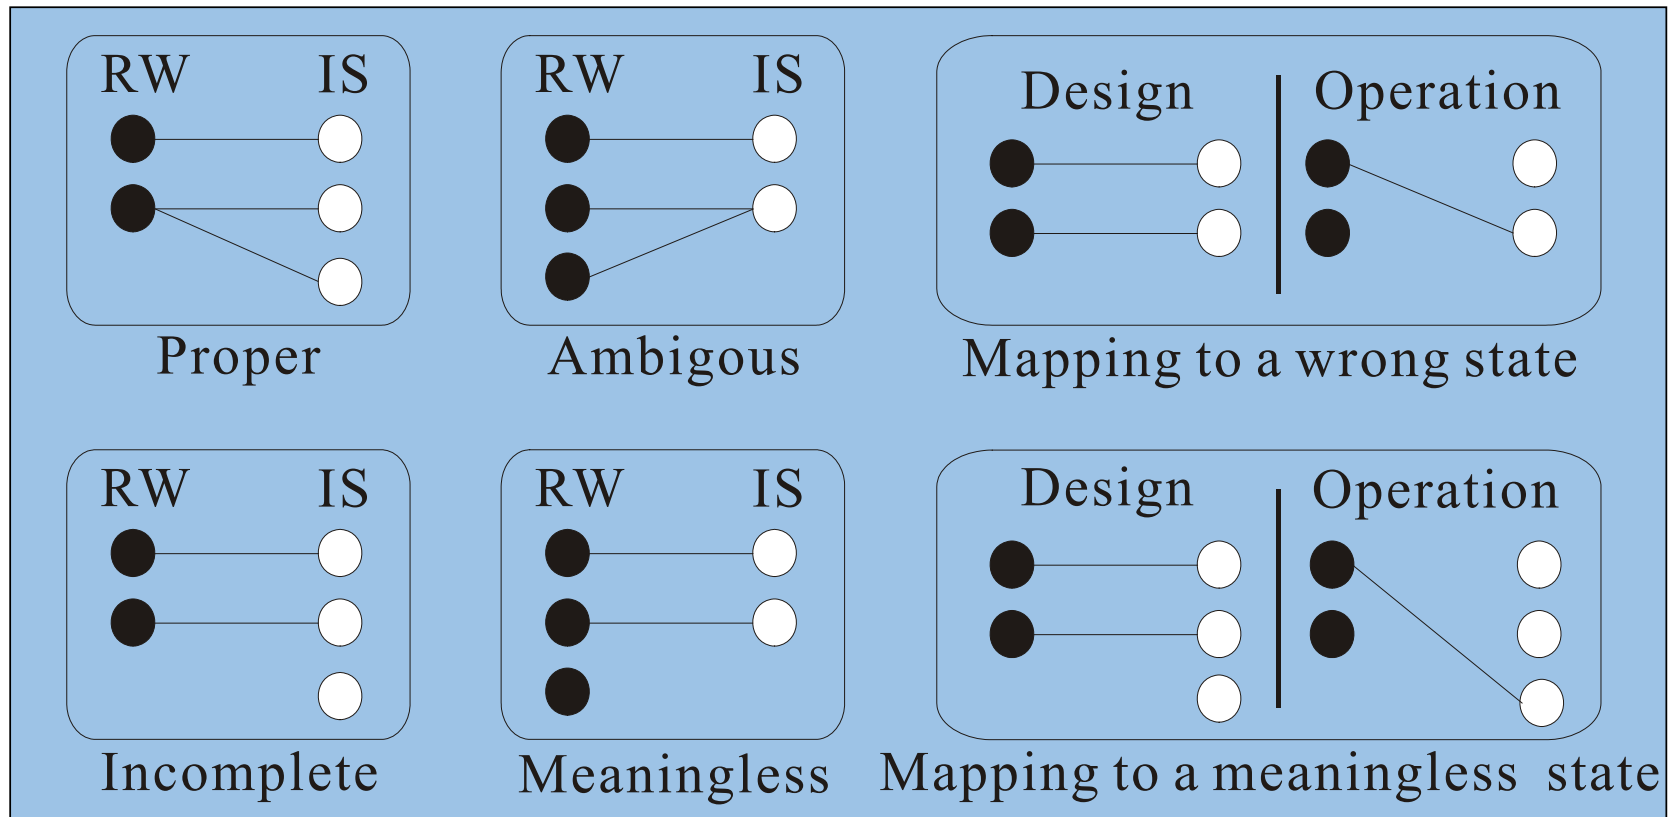 RW IS
Proper
RW IS
Ambigous
Design Operation
Mapping to a wrong state
RW IS
Incomplete
RW IS
Meaningless
Design Operation
Mapping to a meaningless state